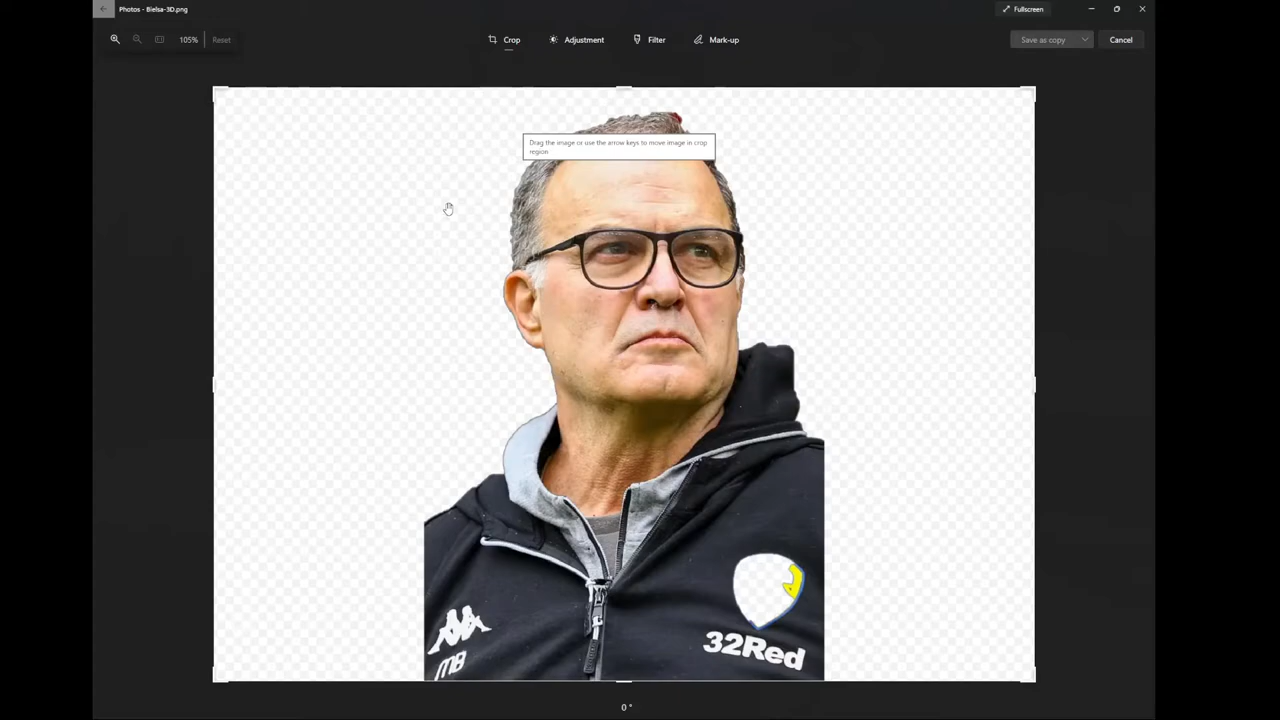 Photos - Bielsa-3D.png
Fullscreen
105%
Reset
Crop
Adjustment
Filter
Mark-up
Save as copy
Cancel
Drag the image or use the arrow keys to move image in crop
region
32Red
MB
0 °